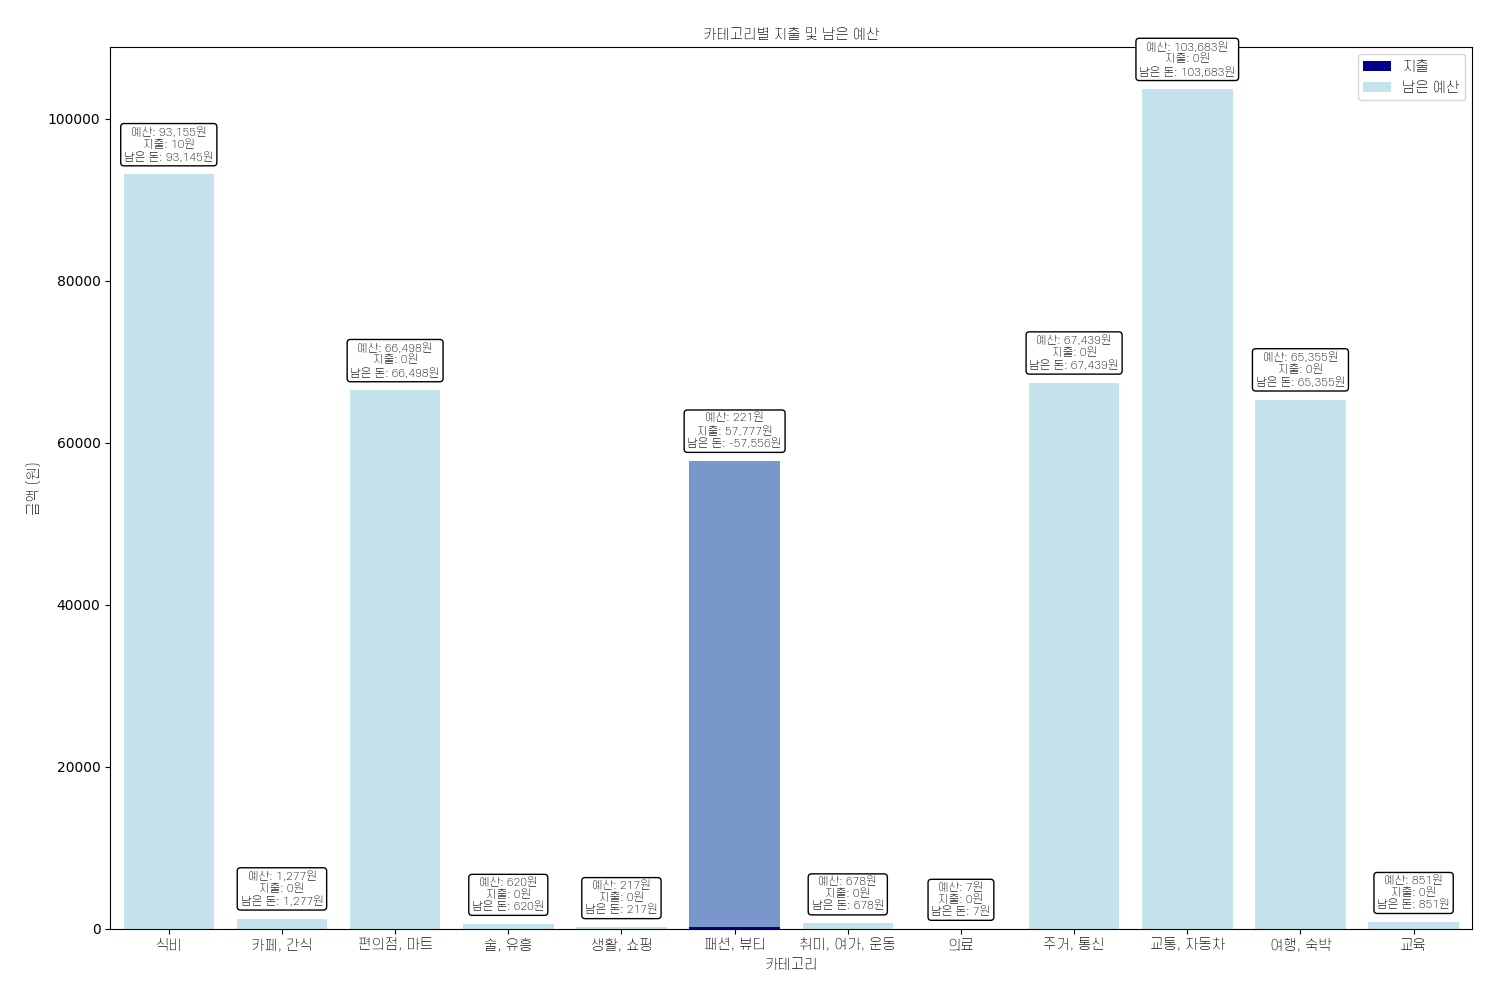 카테고리별 지출 및 남은 예산
지출
남은 예산
금액 (원)
100000
80000
60000
40000
20000
0
예산: 93,155원
지출: 10원
남은 돈: 93,145원
예산: 1,277원
지출: 0원
남은 돈: 1,277원
예산: 66,498원
지출: 0원
남은 돈: 66,498원
예산: 620원
지출: 0원
남은 돈: 620원
예산: 217원
지출: 0원
남은 돈: 217원
예산: 221원
지출: 57,777원
남은 돈: -57,556원
예산: 678원
지출: 0원
남은 돈: 678원
예산: 7원
지출: 0원
남은 돈: 7원
예산: 67,439원
지출: 0원
남은 돈: 67,439원
예산: 103,683원
지출: 0원
남은 돈: 103,683원
예산: 65,355원
지출: 0원
남은 돈: 65,355원
예산: 851원
지출: 0원
남은 돈: 851원
식비
카페, 간식
편의점, 마트
술, 유흥
생활, 쇼핑
패션, 뷰티
취미, 여가, 운동
의료
주거, 통신
교통, 자동차
여행, 숙박
교육
카테고리